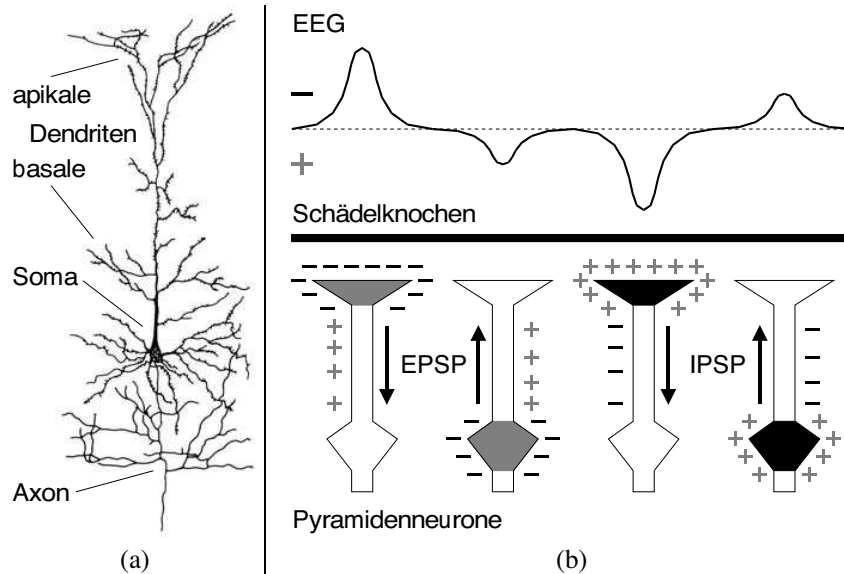 apikale
Dendriten
basale
Soma
Axon
(a)
EEG
−
+
Schädelknochen
EPSP
IPSP
Pyramidenneurone
(b)